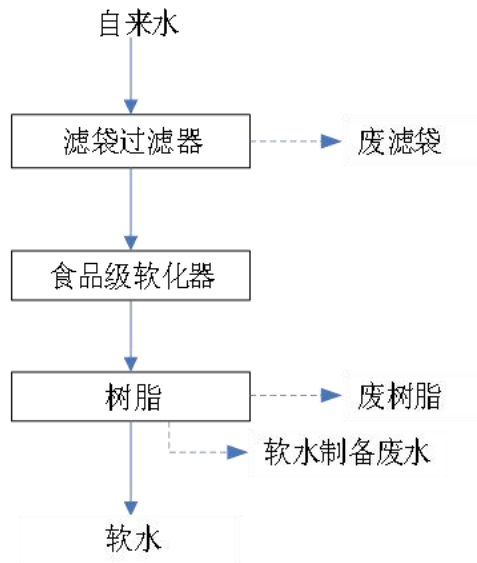 自来水
滤袋过滤器
废滤袋
食品级软化器
树脂
废树脂
软水制备废水
软水